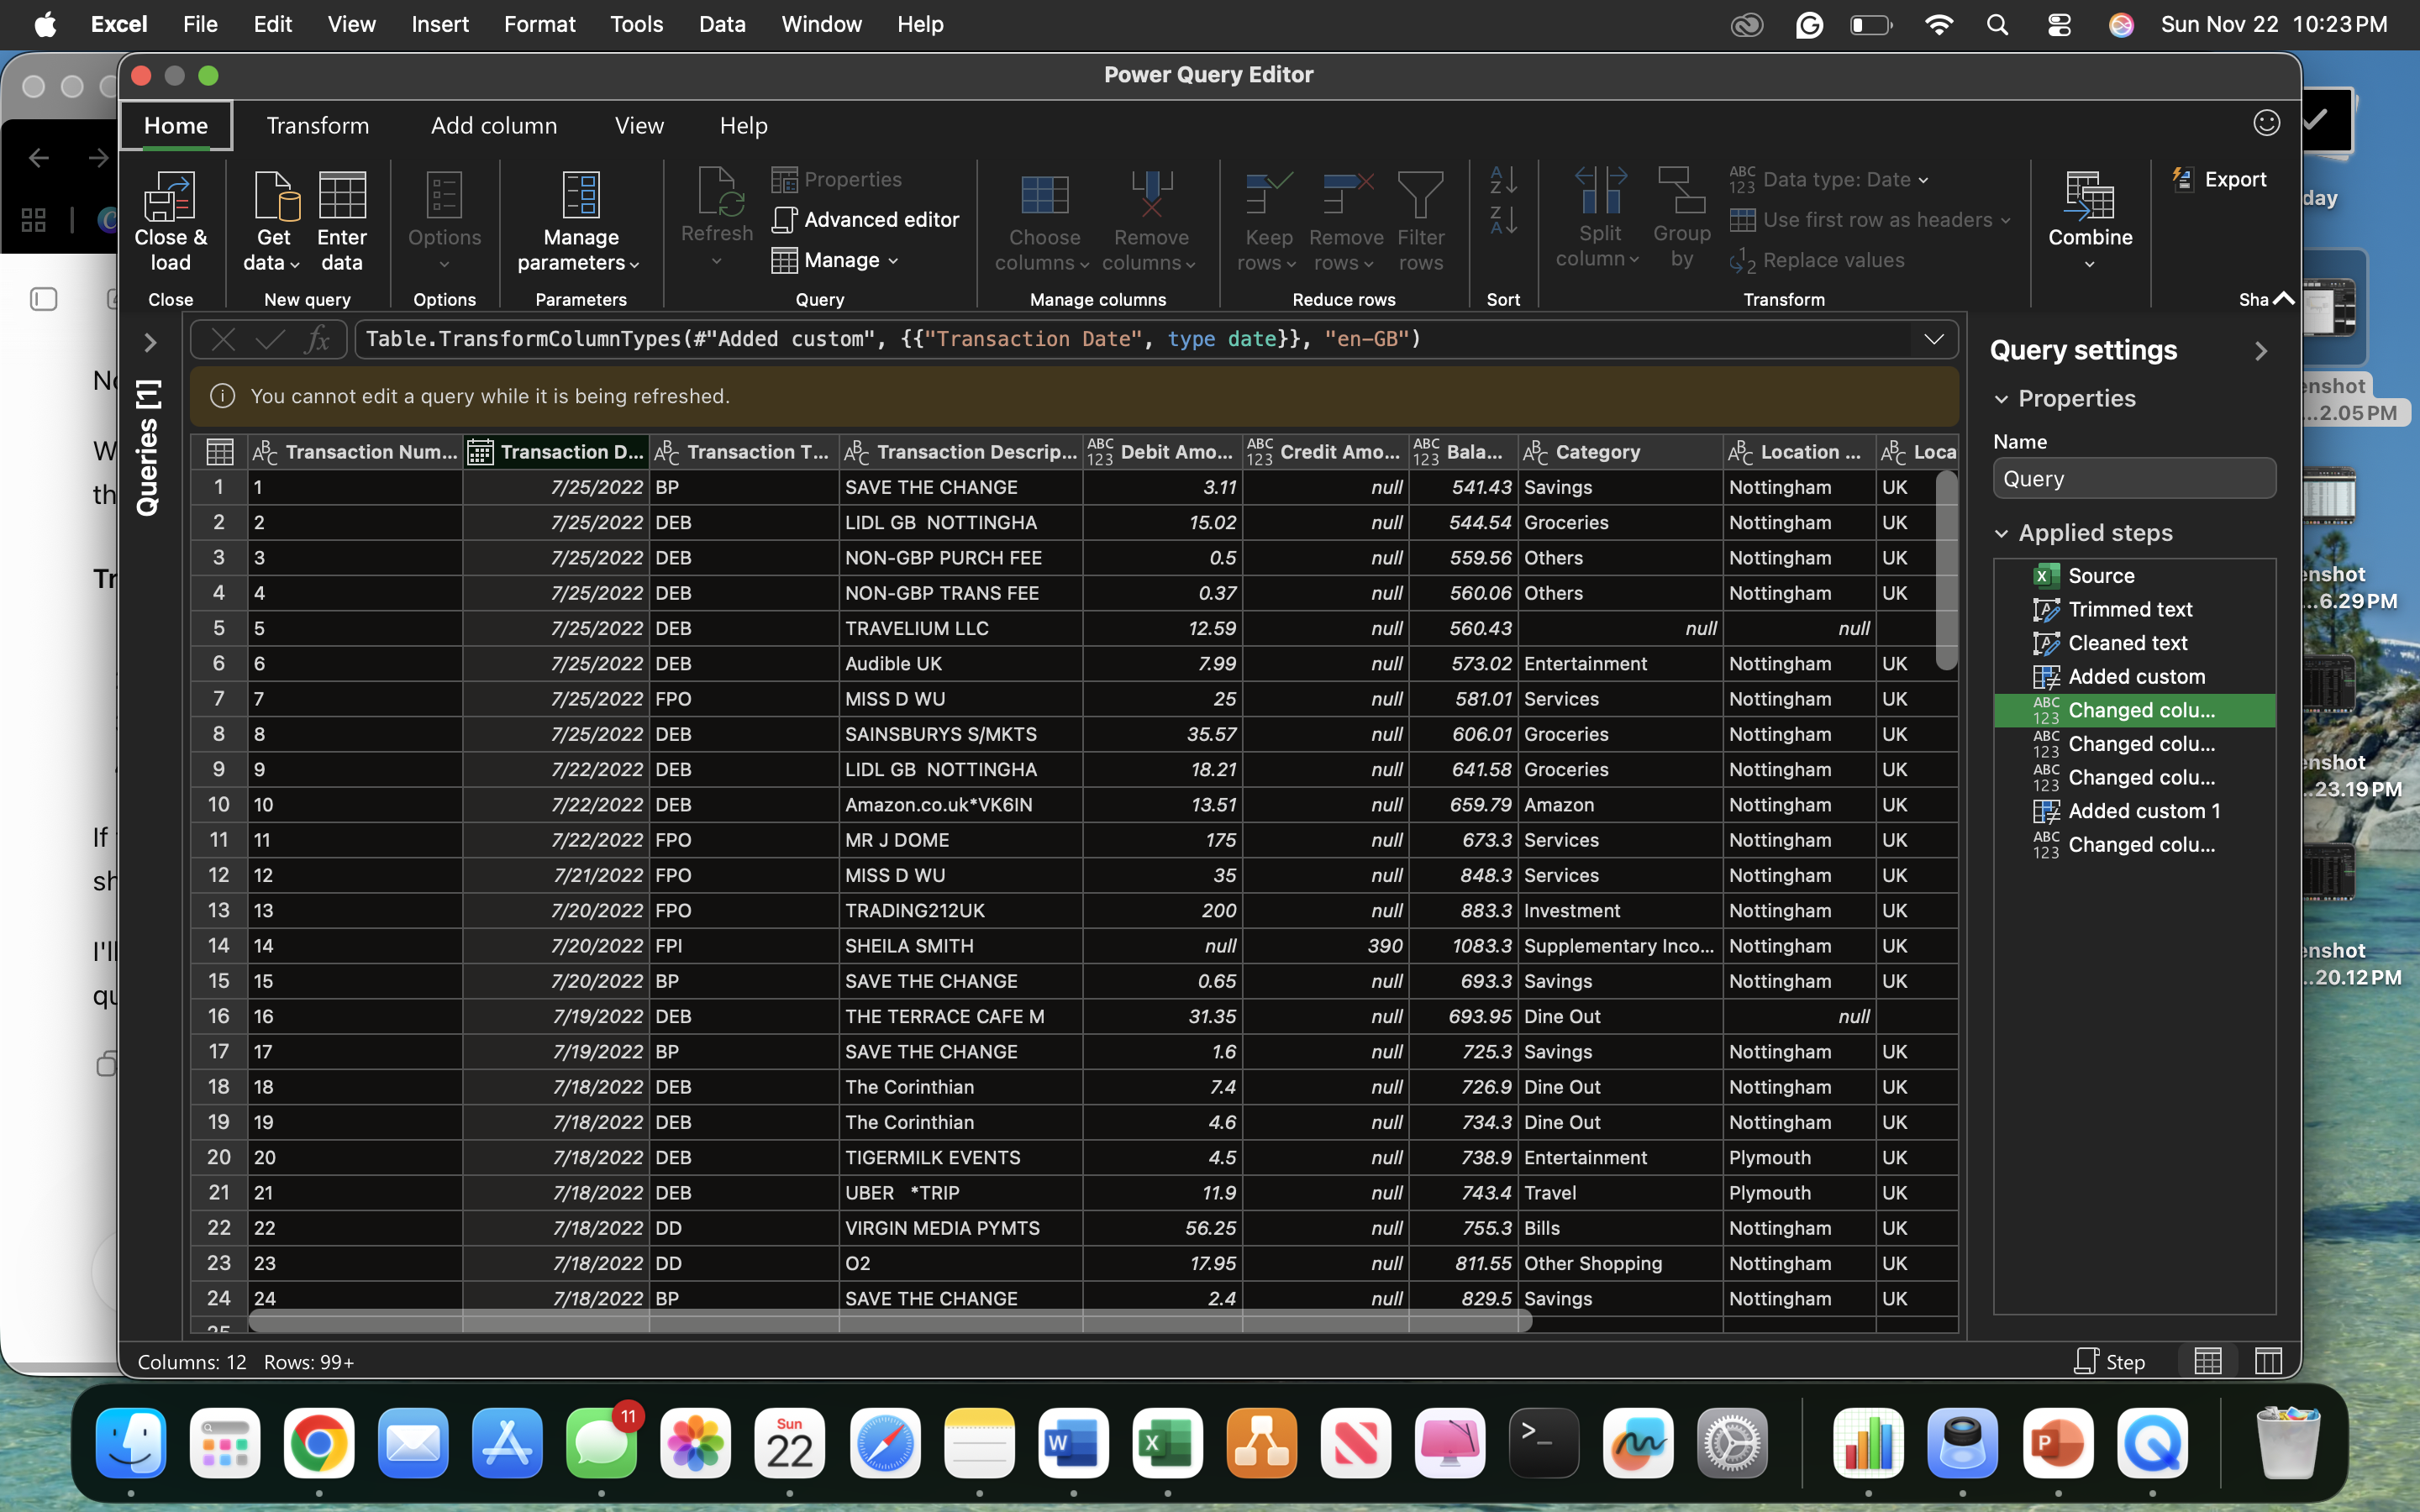 Excel File Edit View Insert Format Tools Data Window Help Sun Nov 22 10:23 PM
Power Query Editor
Home Transform Add column View Help
Close & load
Get data
Enter data
Options
Manage parameters
Refresh
Properties
Advanced editor
Manage
Choose columns
Remove columns
Keep rows
Remove rows
Filter rows
Split column
Group by
Data type: Date
Use first row as headers
Replace values
Combine
Export
Close New query Options Parameters Query Manage columns Reduce rows Sort Transform Sha
Table.TransformColumnTypes(#"Added custom", {{"Transaction Date", type date}}, "en-GB")
You cannot edit a query while it is being refreshed.
Queries [1]
Transaction Num... Transaction D... Transaction T... Transaction Descrip... Debit Amo... Credit Amo... Bala... Category Location ... Loca
1 1 7/25/2022 BP SAVE THE CHANGE 3.11 null 541.43 Savings Nottingham UK
2 2 7/25/2022 DEB LIDL GB  NOTTINGHA 15.02 null 544.54 Groceries Nottingham UK
3 3 7/25/2022 DEB NON-GBP PURCH FEE 0.5 null 559.56 Others Nottingham UK
4 4 7/25/2022 DEB NON-GBP TRANS FEE 0.37 null 560.06 Others Nottingham UK
5 5 7/25/2022 DEB TRAVELIUM LLC 12.59 null 560.43 null null
6 6 7/25/2022 DEB Audible UK 7.99 null 573.02 Entertainment Nottingham UK
7 7 7/25/2022 FPO MISS D WU 25 null 581.01 Services Nottingham UK
8 8 7/25/2022 DEB SAINSBURYS S/MKTS 35.57 null 606.01 Groceries Nottingham UK
9 9 7/22/2022 DEB LIDL GB  NOTTINGHA 18.21 null 641.58 Groceries Nottingham UK
10 10 7/22/2022 DEB Amazon.co.uk*VK6IN 13.51 null 659.79 Amazon Nottingham UK
11 11 7/22/2022 FPO MR J DOME 175 null 673.3 Services Nottingham UK
12 12 7/21/2022 FPO MISS D WU 35 null 848.3 Services Nottingham UK
13 13 7/20/2022 FPO TRADING212UK 200 null 883.3 Investment Nottingham UK
14 14 7/20/2022 FPI SHEILA SMITH null 390 1083.3 Supplementary Inco... Nottingham UK
15 15 7/20/2022 BP SAVE THE CHANGE 0.65 null 693.3 Savings Nottingham UK
16 16 7/19/2022 DEB THE TERRACE CAFE M 31.35 null 693.95 Dine Out null
17 17 7/19/2022 BP SAVE THE CHANGE 1.6 null 725.3 Savings Nottingham UK
18 18 7/18/2022 DEB The Corinthian 7.4 null 726.9 Dine Out Nottingham UK
19 19 7/18/2022 DEB The Corinthian 4.6 null 734.3 Dine Out Nottingham UK
20 20 7/18/2022 DEB TIGERMILK EVENTS 4.5 null 738.9 Entertainment Plymouth UK
21 21 7/18/2022 DEB UBER   *TRIP 11.9 null 743.4 Travel Plymouth UK
22 22 7/18/2022 DD VIRGIN MEDIA PYMTS 56.25 null 755.3 Bills Nottingham UK
23 23 7/18/2022 DD O2 17.95 null 811.55 Other Shopping Nottingham UK
24 24 7/18/2022 BP SAVE THE CHANGE 2.4 null 829.5 Savings Nottingham UK
Columns: 12 Rows: 99+
Step
Query settings
Properties
Name
Query
Applied steps
Source
Trimmed text
Cleaned text
Added custom
Changed colu...
Changed colu...
Changed colu...
Added custom 1
Changed colu...
day
enshot
...2.05 PM
enshot
...6.29 PM
enshot
..23.19 PM
enshot
..20.12 PM
11
Sun
22